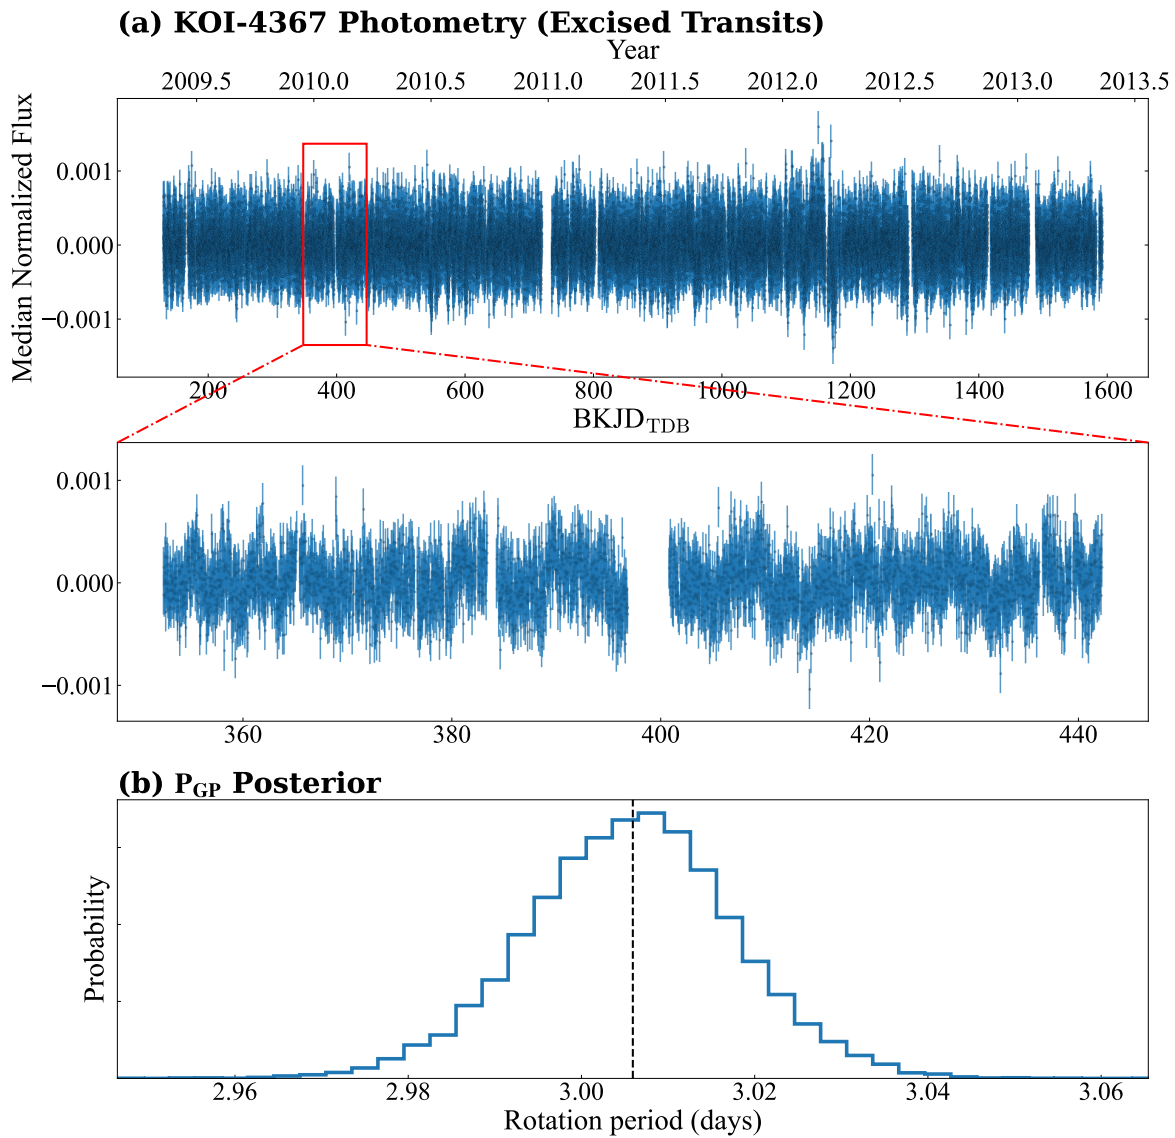 (a) KOI-4367 Photometry (Excised Transits)
Year
2009.5 2010.0 2010.5 2011.0 2011.5 2012.0 2012.5 2013.0 2013.5
Median Normalized Flux
0.001
0.000
−0.001
200 400 600 800 1000 1200 1400 1600
BKJD_TDB
0.001
0.000
−0.001
360 380 400 420 440
(b) P_GP Posterior
Probability
2.96 2.98 3.00 3.02 3.04 3.06
Rotation period (days)